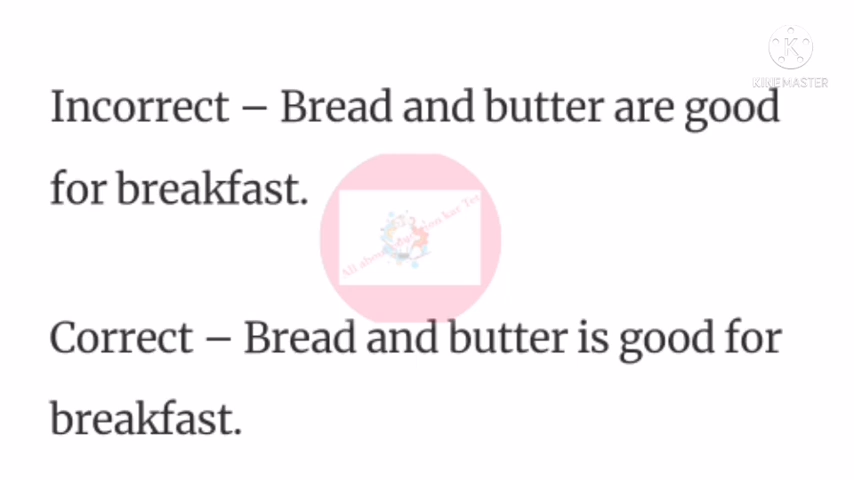 KINEMASTER
Incorrect – Bread and butter are good
for breakfast.
Correct – Bread and butter is good for
breakfast.